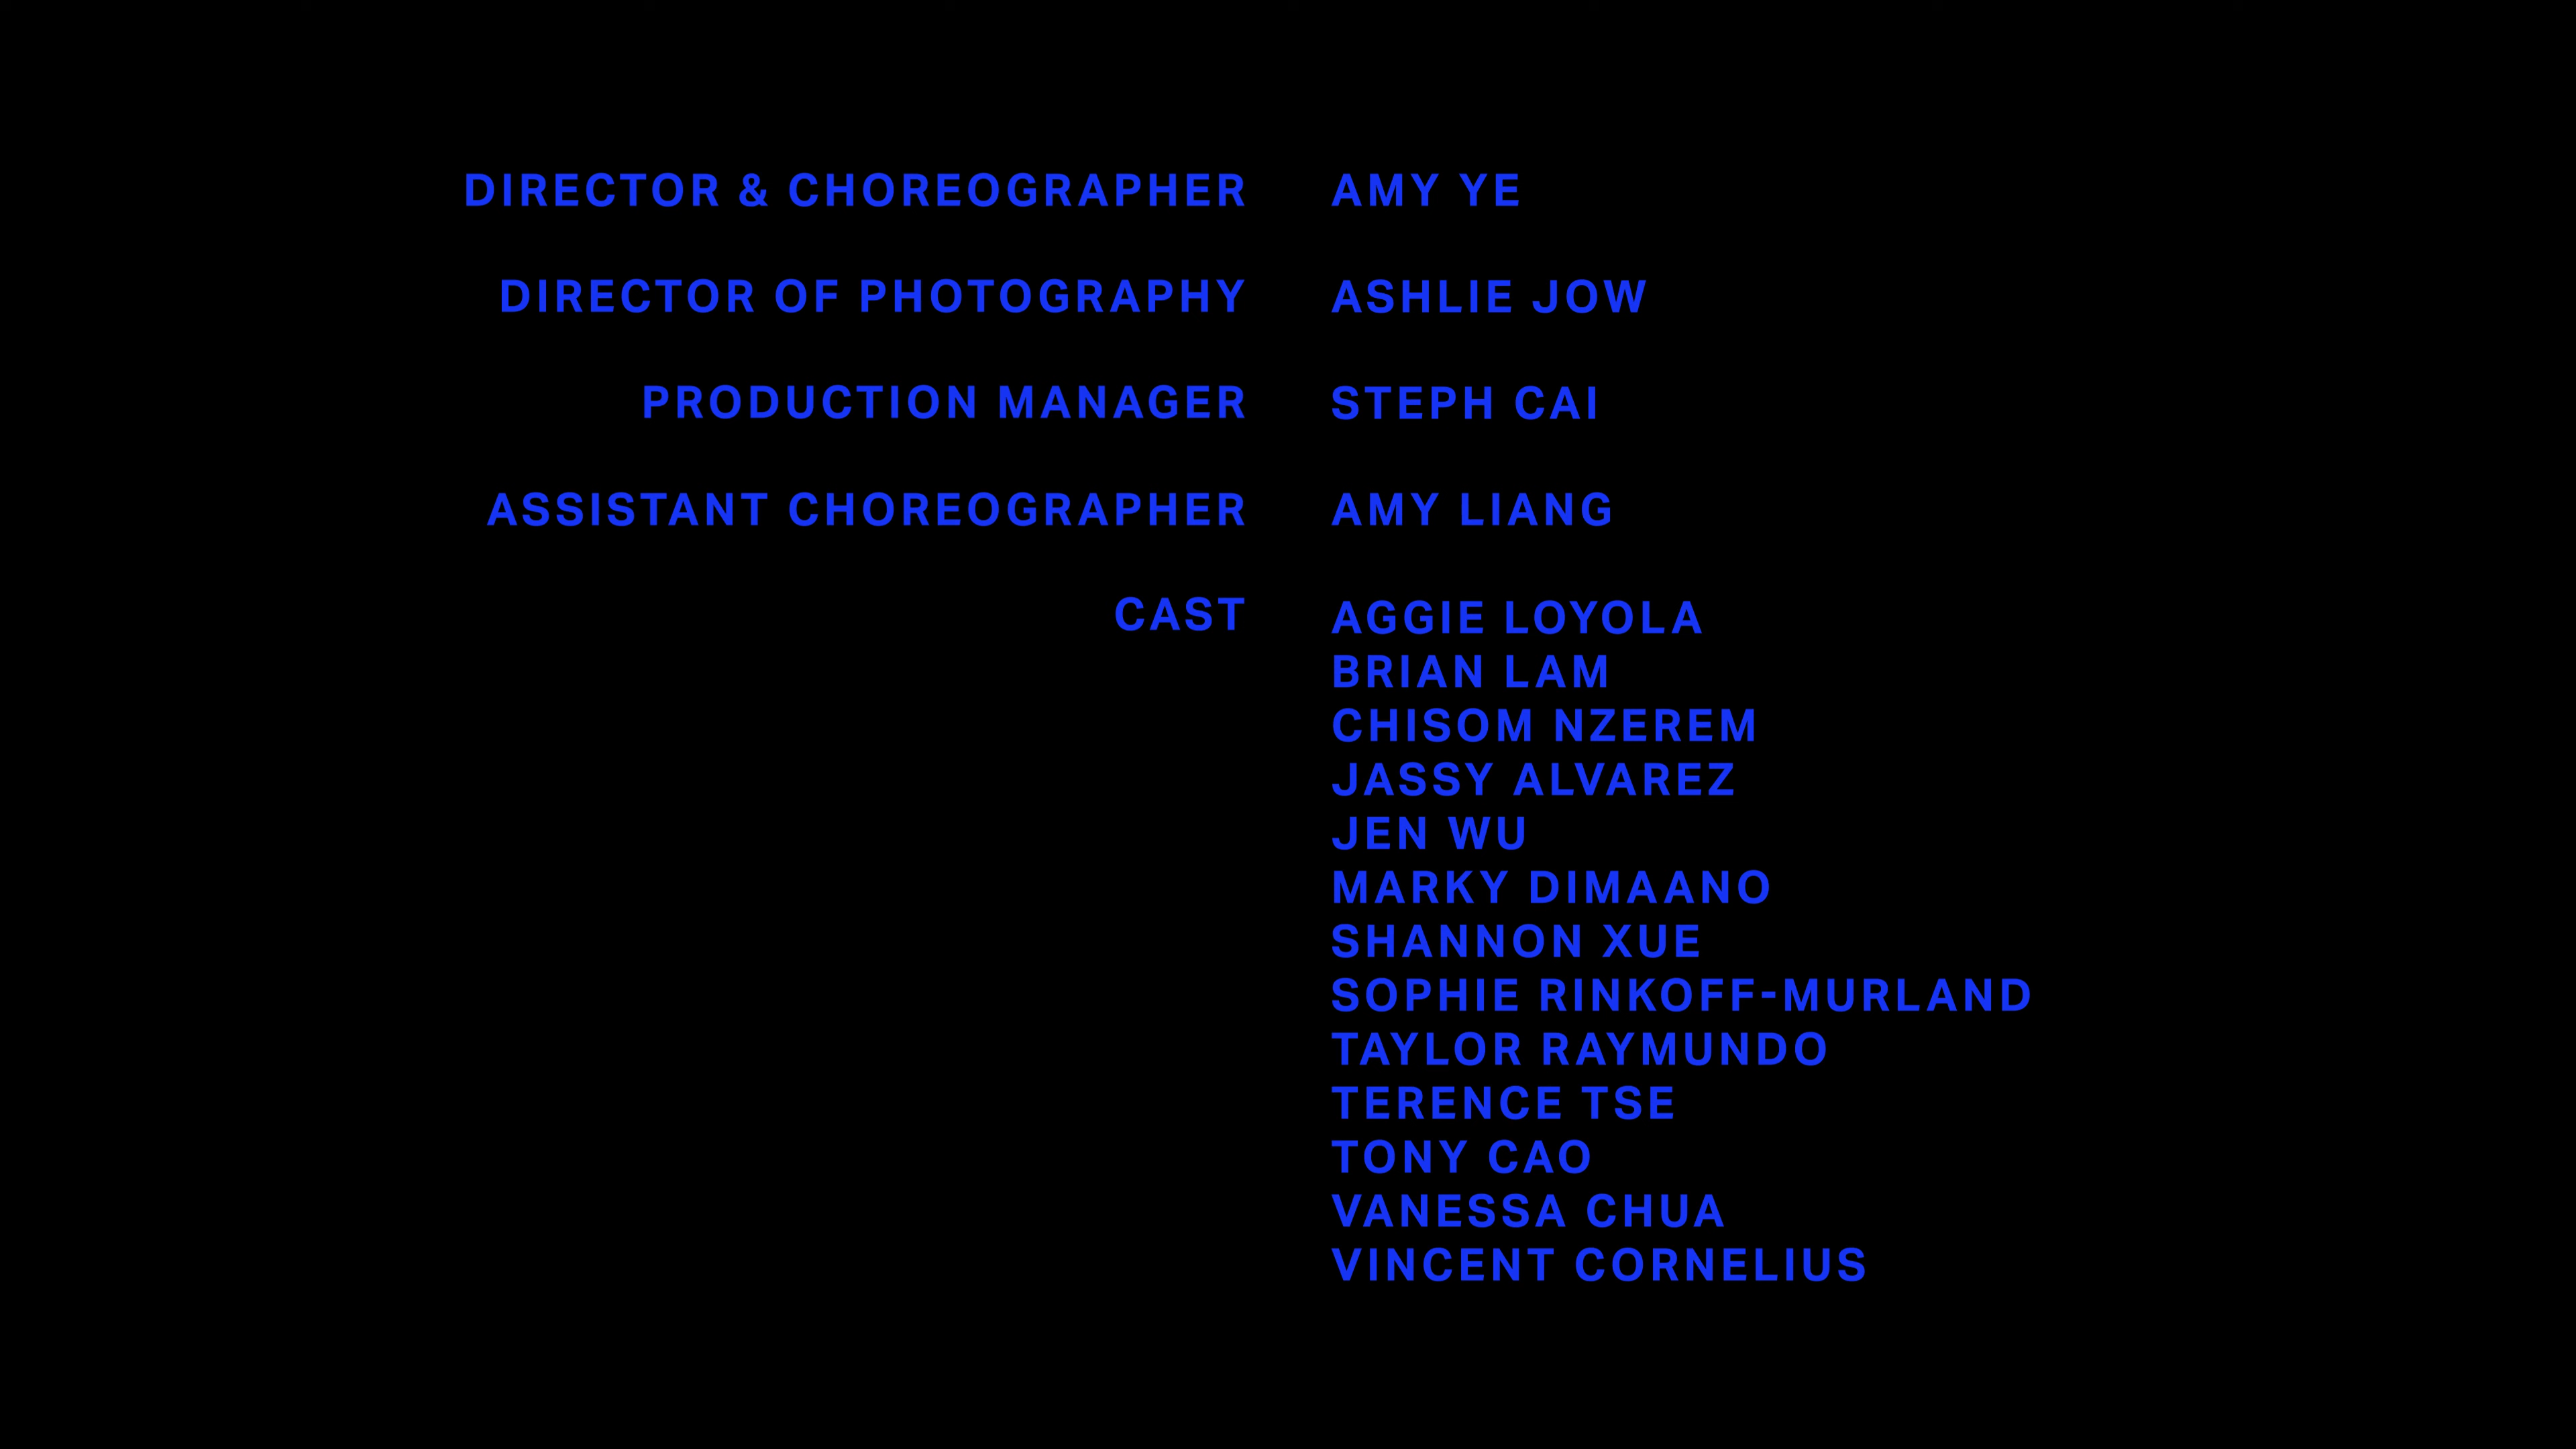 DIRECTOR & CHOREOGRAPHER AMY YE
DIRECTOR OF PHOTOGRAPHY ASHLIE JOW
PRODUCTION MANAGER STEPH CAI
ASSISTANT CHOREOGRAPHER AMY LIANG
CAST AGGIE LOYOLA
BRIAN LAM
CHISOM NZEREM
JASSY ALVAREZ
JEN WU
MARKY DIMAANO
SHANNON XUE
SOPHIE RINKOFF-MURLAND
TAYLOR RAYMUNDO
TERENCE TSE
TONY CAO
VANESSA CHUA
VINCENT CORNELIUS